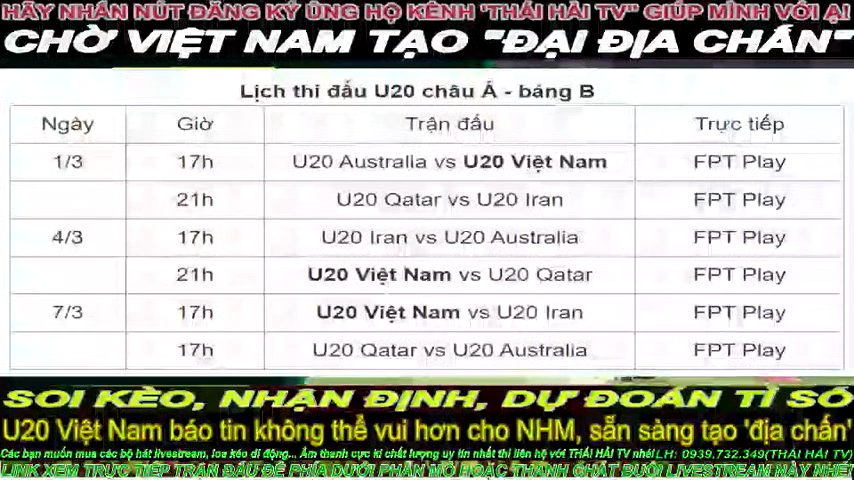 HÃY NHẤN NÚT ĐĂNG KÝ ỦNG HỘ KÊNH "THÁI HẢI TV" GIÚP MÌNH VỚI Ạ!
CHỜ VIỆT NAM TẠO "ĐẠI ĐỊA CHẤN"
Lịch thi đấu U20 châu Á - bảng B
Ngày Giờ Trận đấu Trực tiếp
1/3 17h U20 Australia vs U20 Việt Nam FPT Play
21h U20 Qatar vs U20 Iran FPT Play
4/3 17h U20 Iran vs U20 Australia FPT Play
21h U20 Việt Nam vs U20 Qatar FPT Play
7/3 17h U20 Việt Nam vs U20 Iran FPT Play
17h U20 Qatar vs U20 Australia FPT Play
SOI KÈO, NHẬN ĐỊNH, DỰ ĐOÁN TỈ SỐ
U20 Việt Nam báo tin không thể vui hơn cho NHM, sẵn sàng tạo 'địa chấn'
Các bạn muốn mua các bộ hát livestream, loa kéo di động... Âm thanh cực kì chất lượng uy tín nhất thì liên hệ với THÁI HẢI TV nhé! LH: 0939.732.349(THÁI HẢI TV)
LINK XEM TRỰC TIẾP TRẬN ĐẤU ĐỂ PHÍA DƯỚI PHẦN MÔ HOẶC THANH CHÁT BUỔI LIVESTREAM NÀY NHÉ!